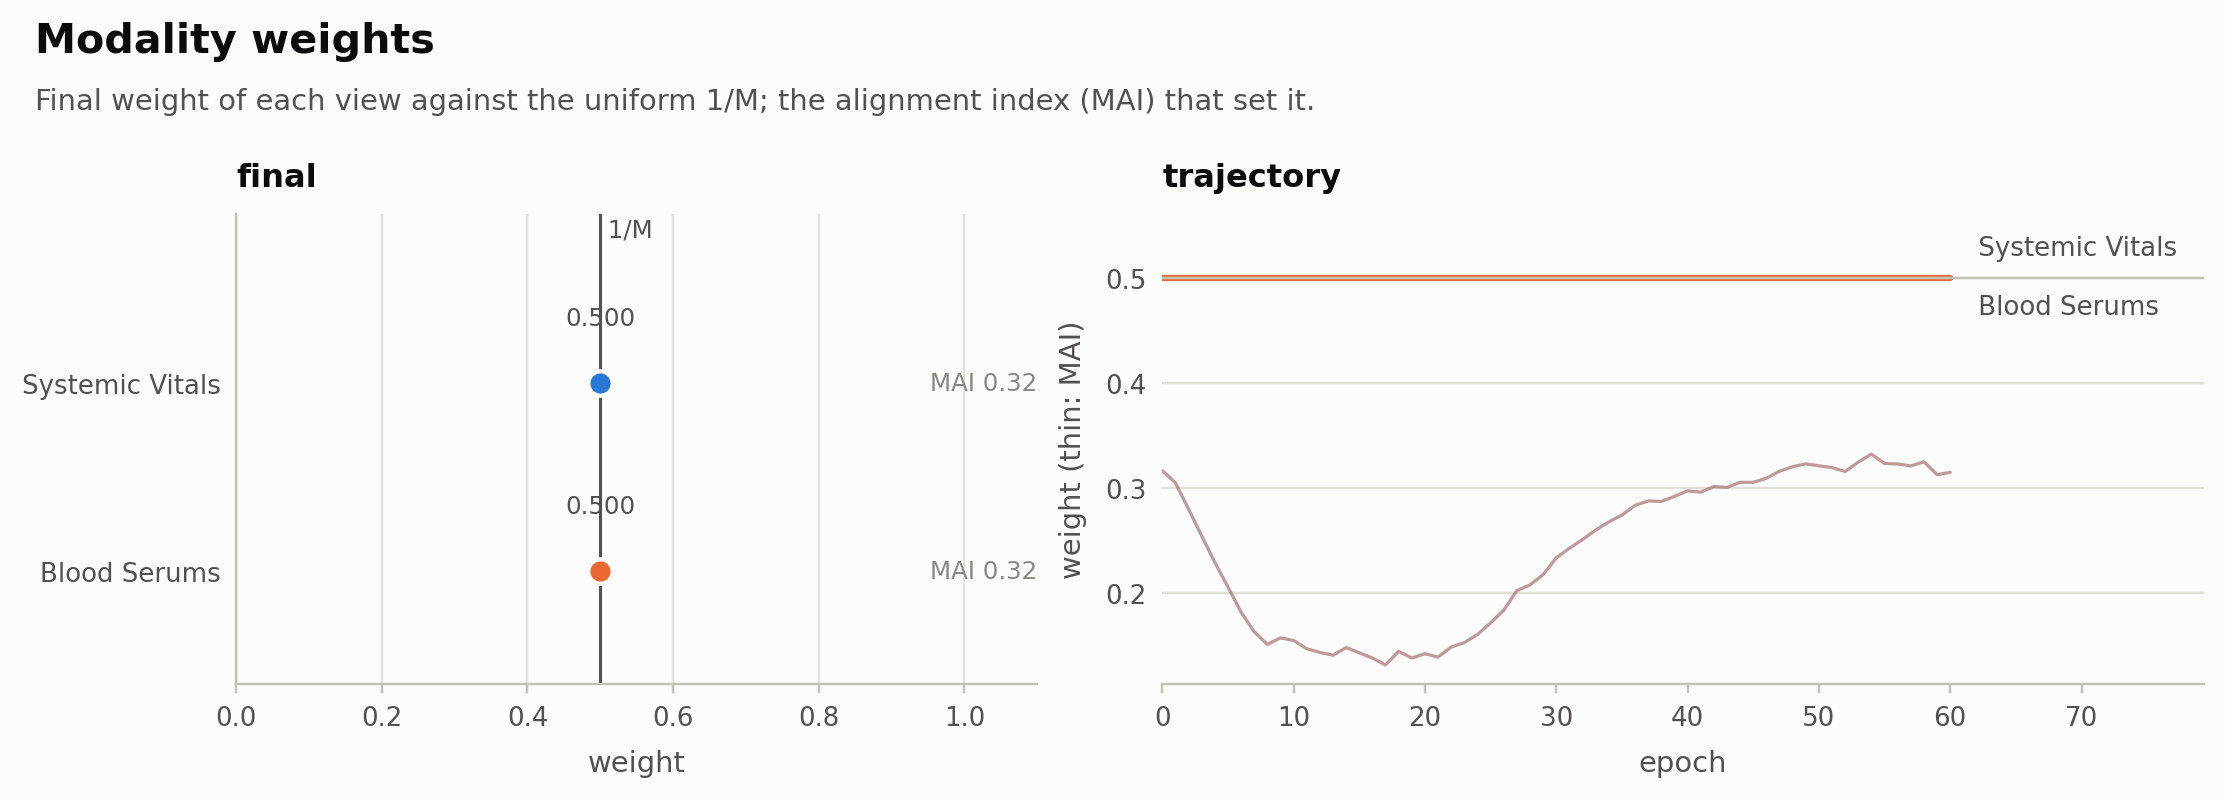 Modality weights
Final weight of each view against the uniform 1/M; the alignment index (MAI) that set it.
final
1/M
0.500
Systemic Vitals
MAI 0.32
0.500
Blood Serums
MAI 0.32
0.0 0.2 0.4 0.6 0.8 1.0
weight
trajectory
weight (thin: MAI)
Systemic Vitals
0.5
Blood Serums
0.4
0.3
0.2
0 10 20 30 40 50 60 70
epoch